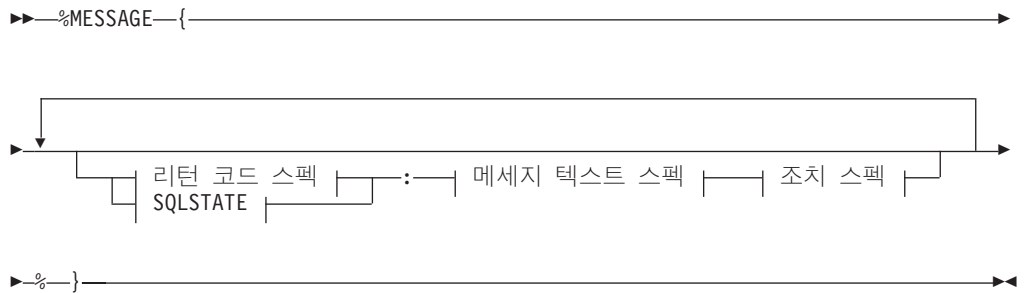 %MESSAGE {
리턴 코드 스펙 : 메세지 텍스트 스펙 조치 스펙
SQLSTATE
% }